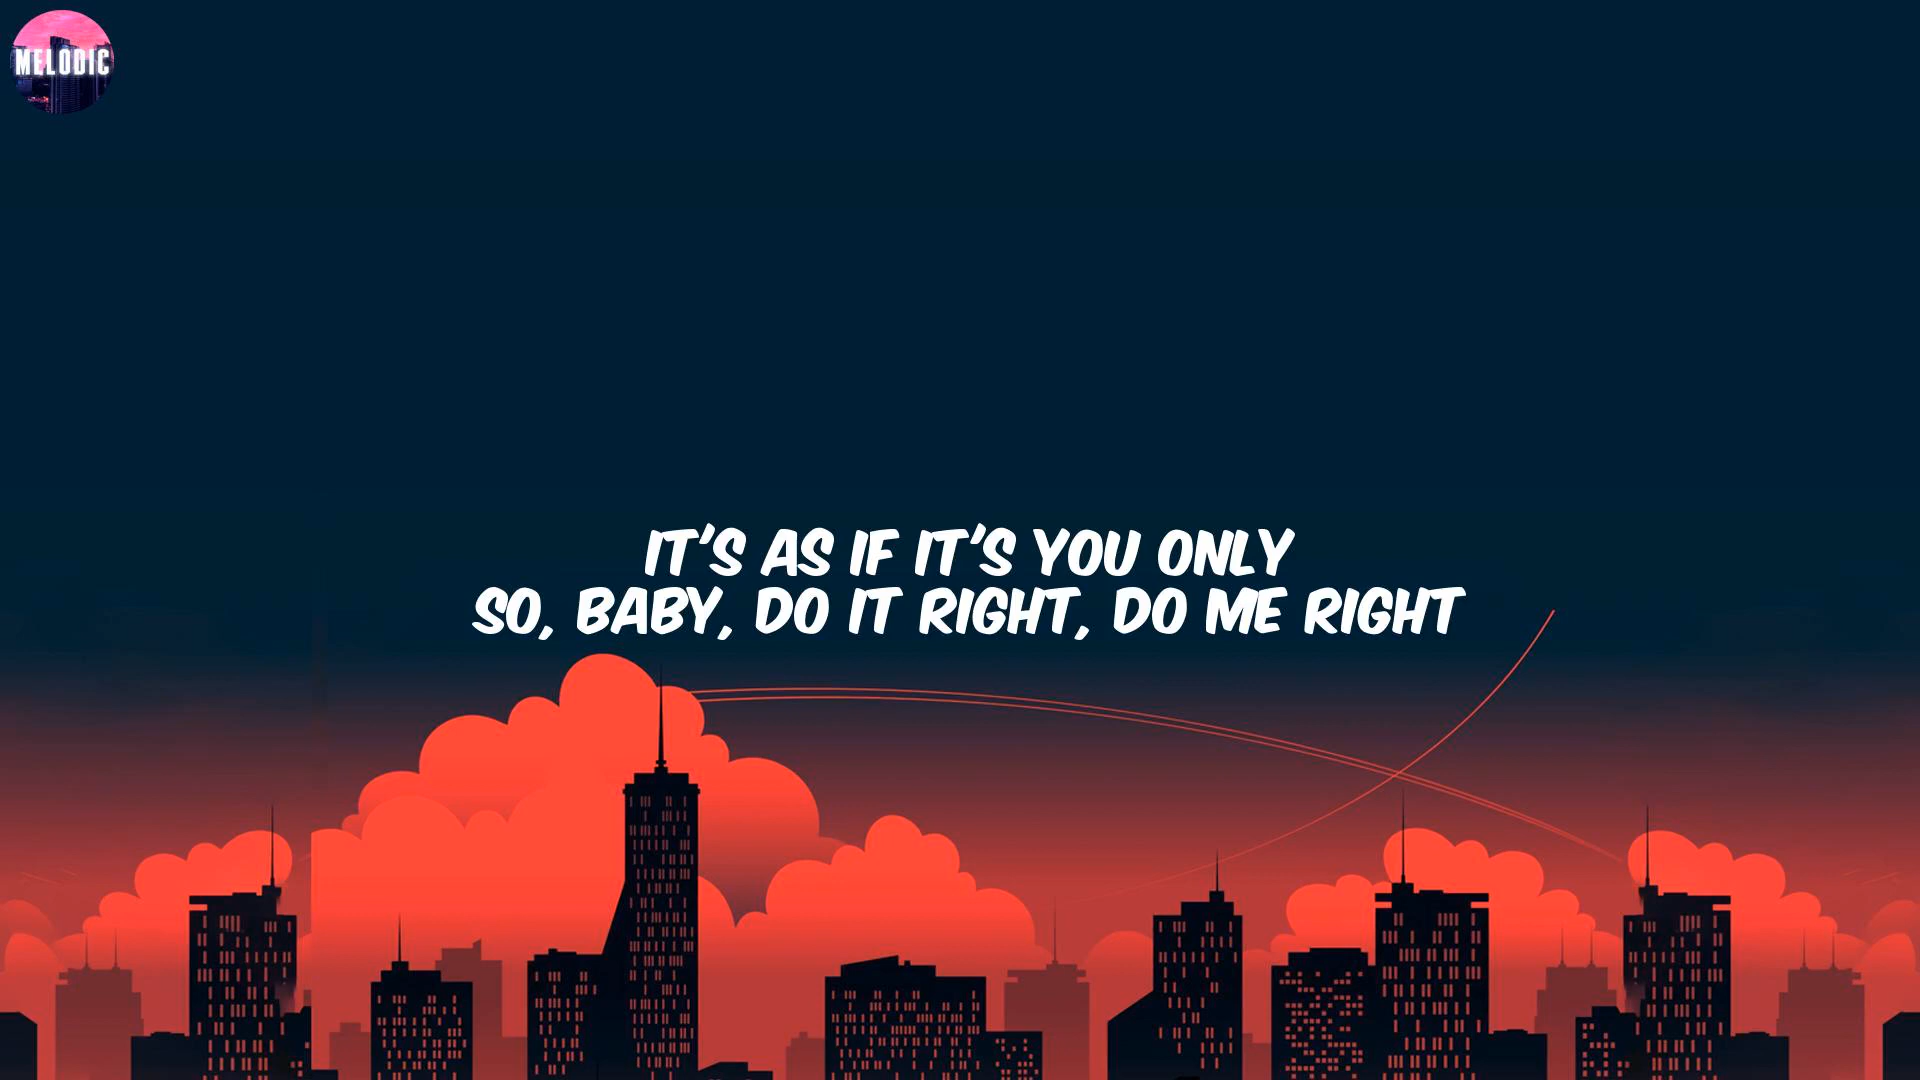 MELODIC
IT'S AS IF IT'S YOU ONLY
SO, BABY, DO IT RIGHT, DO ME RIGHT